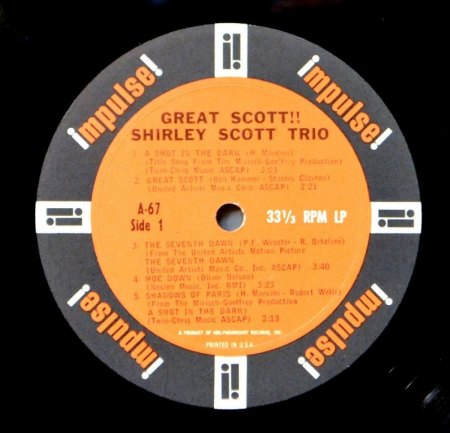 impulse!
impulse!
GREAT SCOTT!!
SHIRLEY SCOTT TRIO
1. A SHOT IN THE DARK (H. Mancini)
(Title Song From The Mirisch-Geoffrey Production)
(Twin-Chris Music ASCAP) 3:03
2. GREAT SCOTT (Ben Stanley Clayton)
(United Artists Music Corp. ASCAP) 2:21
A-67
Side 1
33⅓ RPM LP
3. THE SEVENTH DAWN (P.F. Webster - R. Ortolani)
(From The United Artists Motion Picture
THE SEVENTH DAWN
(United Artists Music Co., Inc. ASCAP) 3:40
4. HOE DOWN (Oliver Nelson)
(Noslen Music, Inc. BMI) 3:23
5. SHADOWS OF PARIS (H. Mancini - Robert Wells)
(From The Mirisch-Geoffrey Production
A SHOT IN THE DARK)
(Twin-Chris Music ASCAP) 2:13
A PRODUCT OF ABC-PARAMOUNT RECORDS, INC.
PRINTED IN U.S.A.
impulse!
impulse!